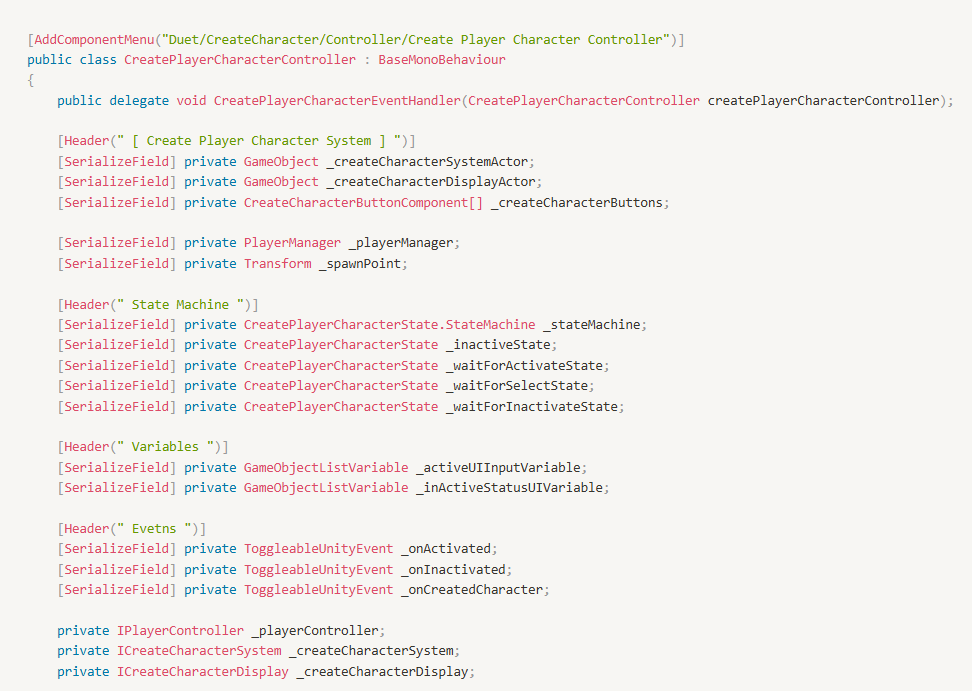 [AddComponentMenu("Duet/CreateCharacter/Controller/Create Player Character Controller")]
public class CreatePlayerCharacterController : BaseMonoBehaviour
{
public delegate void CreatePlayerCharacterEventHandler(CreatePlayerCharacterController createPlayerCharacterController);
[Header(" [ Create Player Character System ] ")]
[SerializeField] private GameObject _createCharacterSystemActor;
[SerializeField] private GameObject _createCharacterDisplayActor;
[SerializeField] private CreateCharacterButtonComponent[] _createCharacterButtons;
[SerializeField] private PlayerManager _playerManager;
[SerializeField] private Transform _spawnPoint;
[Header(" State Machine ")]
[SerializeField] private CreatePlayerCharacterState.StateMachine _stateMachine;
[SerializeField] private CreatePlayerCharacterState _inactiveState;
[SerializeField] private CreatePlayerCharacterState _waitForActivateState;
[SerializeField] private CreatePlayerCharacterState _waitForSelectState;
[SerializeField] private CreatePlayerCharacterState _waitForInactivateState;
[Header(" Variables ")]
[SerializeField] private GameObjectListVariable _activeUIInputVariable;
[SerializeField] private GameObjectListVariable _inActiveStatusUIVariable;
[Header(" Evetns ")]
[SerializeField] private ToggleableUnityEvent _onActivated;
[SerializeField] private ToggleableUnityEvent _onInactivated;
[SerializeField] private ToggleableUnityEvent _onCreatedCharacter;
private IPlayerController _playerController;
private ICreateCharacterSystem _createCharacterSystem;
private ICreateCharacterDisplay _createCharacterDisplay;